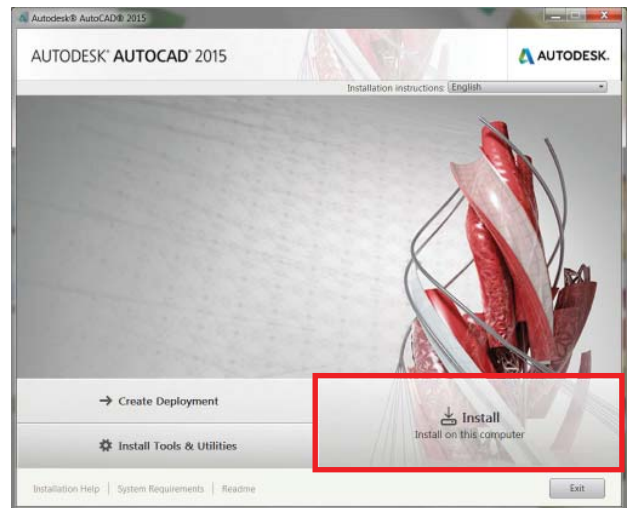 Autodesk® AutoCAD® 2015
AUTODESK® AUTOCAD® 2015
AUTODESK.
Installation instructions: English
→ Create Deployment
Install
Install on this computer
Install Tools & Utilities
Installation Help | System Requirements | Readme
Exit